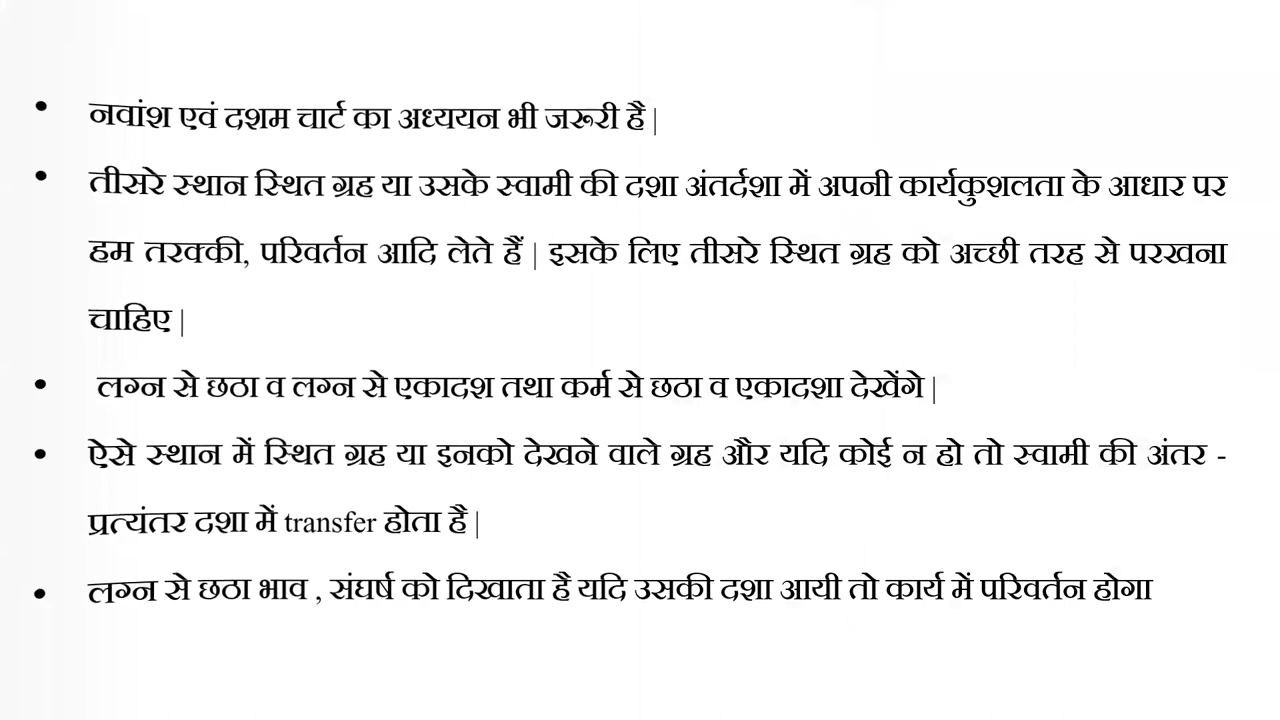 • नवांश एवं दशम चार्ट का अध्ययन भी जरूरी है |
• तीसरे स्थान स्थित ग्रह या उसके स्वामी की दशा अंतर्दशा में अपनी कार्यकुशलता के आधार पर
हम तरक्की, परिवर्तन आदि लेते हैं | इसके लिए तीसरे स्थित ग्रह को अच्छी तरह से परखना
चाहिए |
• लग्न से छठा व लग्न से एकादश तथा कर्म से छठा व एकादशा देखेंगे |
• ऐसे स्थान में स्थित ग्रह या इनको देखने वाले ग्रह और यदि कोई न हो तो स्वामी की अंतर -
प्रत्यंतर दशा में transfer होता है |
• लग्न से छठा भाव , संघर्ष को दिखाता है यदि उसकी दशा आयी तो कार्य में परिवर्तन होगा